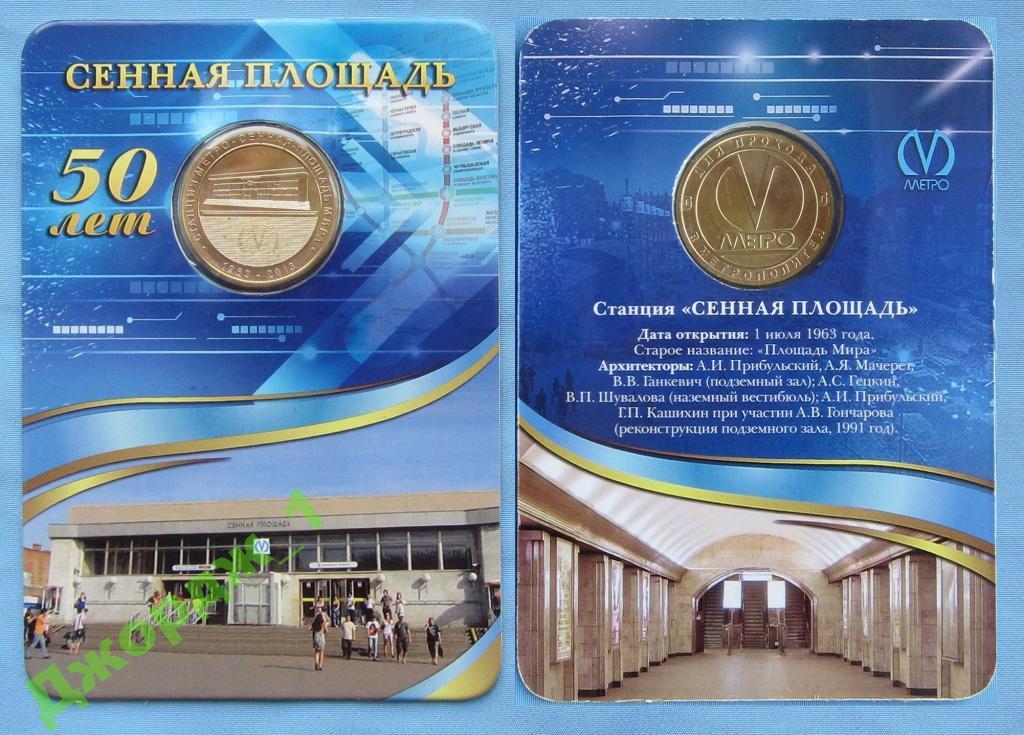 СЕННАЯ ПЛОЩАДЬ
50
лет
СТАНЦИЯ МЕТРО • СЕННАЯ ПЛОЩАДЬ
1963 - 2013
СЕННАЯ ПЛОЩАДЬ
Джордж_1
ДЛЯ ПРОХОДА
В МЕТРОПОЛИТЕН
МЕТРО
МЕТРО
Станция «СЕННАЯ ПЛОЩАДЬ»
Дата открытия: 1 июля 1963 года.
Старое название: «Площадь Мира»
Архитекторы: А.И. Прибульский, А.Я. Мачерет,
В.В. Ганкевич (подземный зал); А.С. Гецкин,
В.П. Шувалова (наземный вестибюль); А.И. Прибульский,
Г.П. Кашихин при участии А.В. Гончарова
(реконструкция подземного зала, 1991 год).